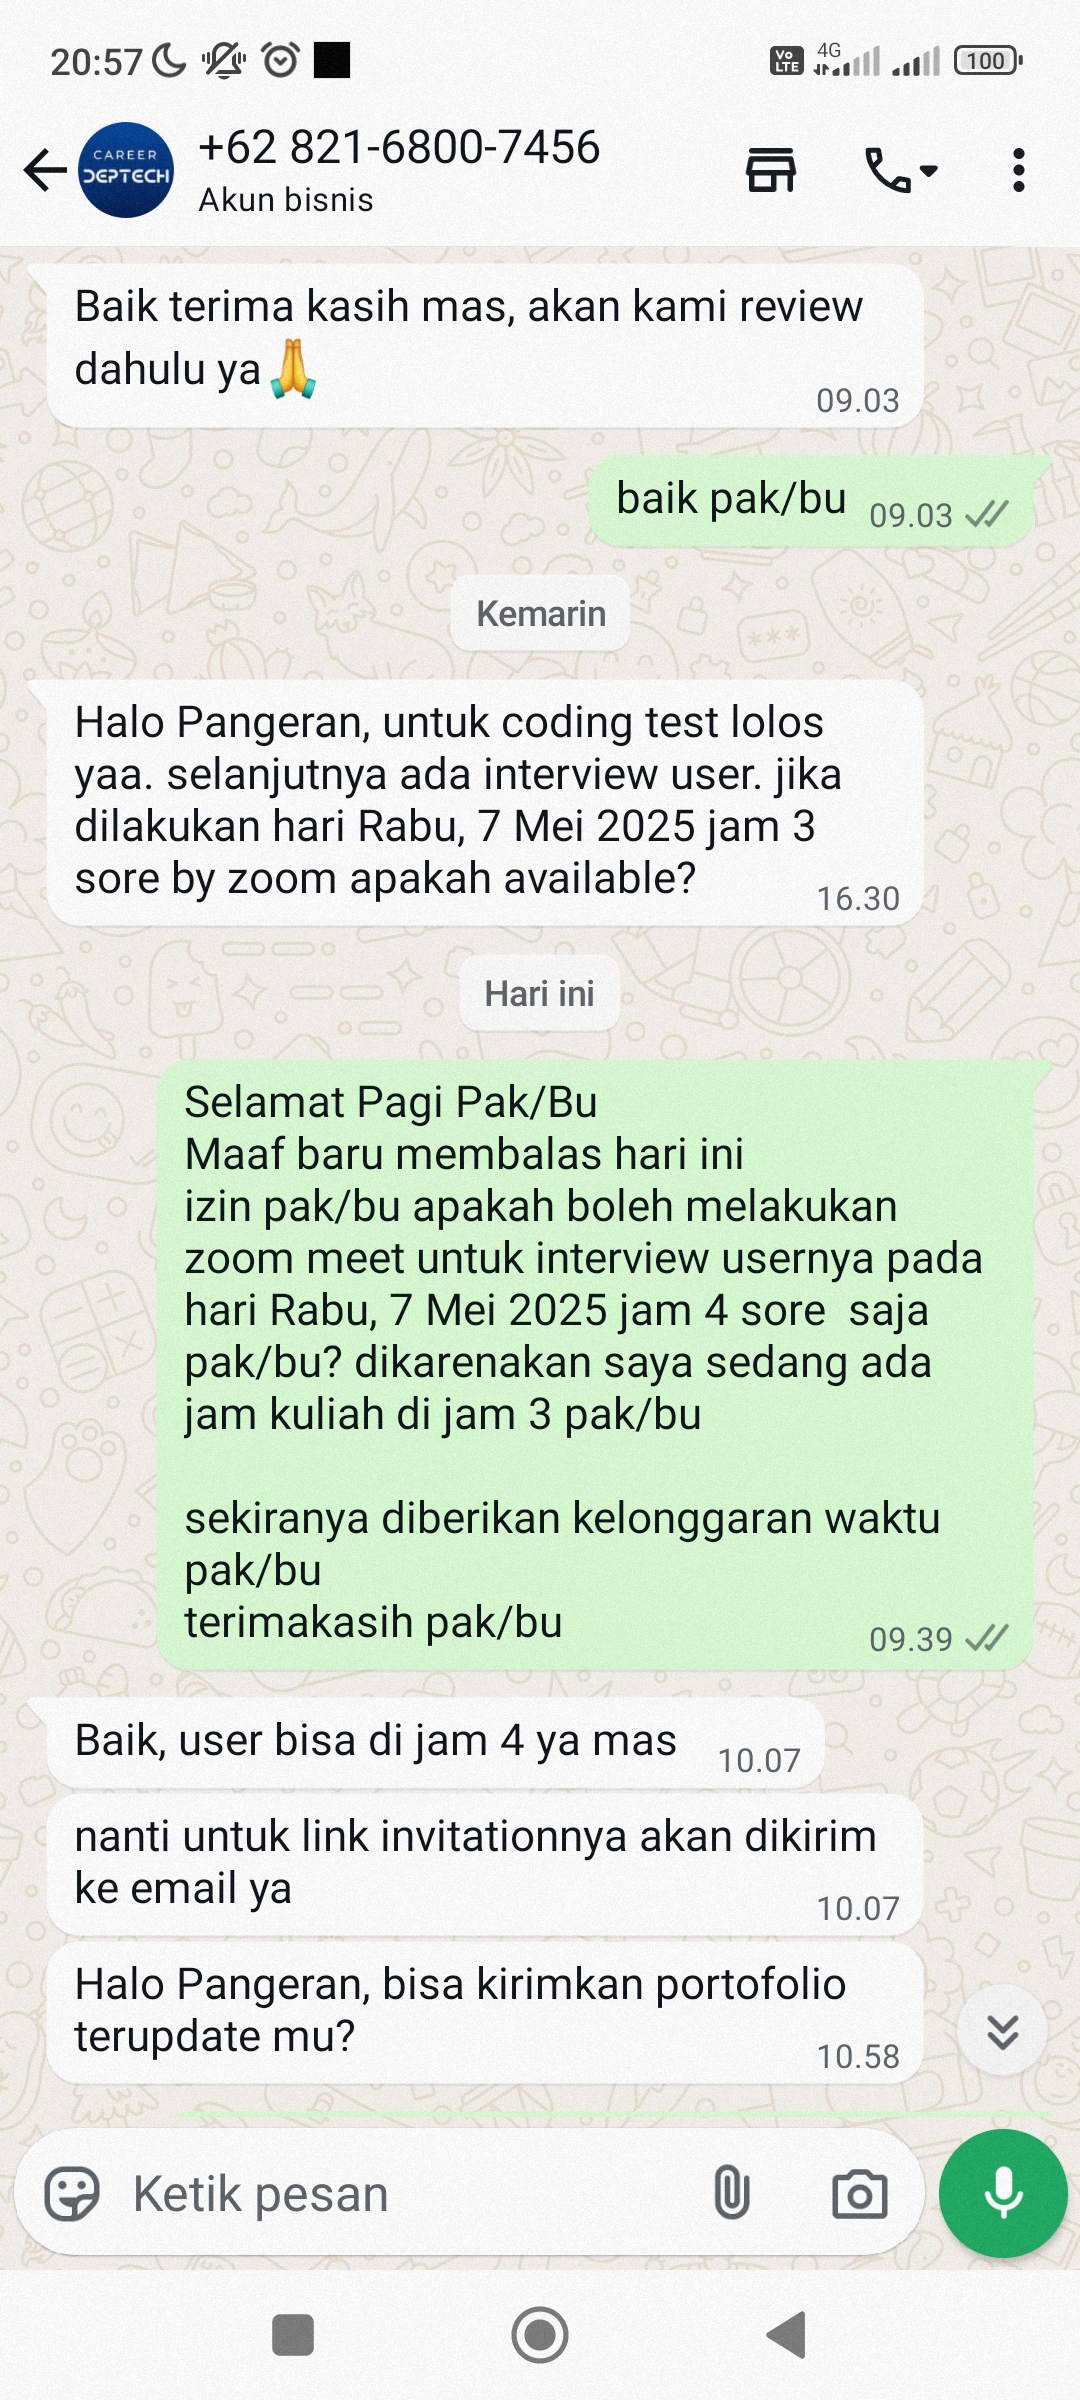 20:57
Vo LTE 4G 100
CAREER
DEPTECH
+62 821-6800-7456
Akun bisnis
Baik terima kasih mas, akan kami review
dahulu ya🙏
09.03
baik pak/bu 09.03
Kemarin
Halo Pangeran, untuk coding test lolos
yaa. selanjutnya ada interview user. jika
dilakukan hari Rabu, 7 Mei 2025 jam 3
sore by zoom apakah available?
16.30
Hari ini
Selamat Pagi Pak/Bu
Maaf baru membalas hari ini
izin pak/bu apakah boleh melakukan
zoom meet untuk interview usernya pada
hari Rabu, 7 Mei 2025 jam 4 sore  saja
pak/bu? dikarenakan saya sedang ada
jam kuliah di jam 3 pak/bu
sekiranya diberikan kelonggaran waktu
pak/bu
terimakasih pak/bu
09.39
Baik, user bisa di jam 4 ya mas 10.07
nanti untuk link invitationnya akan dikirim
ke email ya
10.07
Halo Pangeran, bisa kirimkan portofolio
terupdate mu?
10.58
Ketik pesan